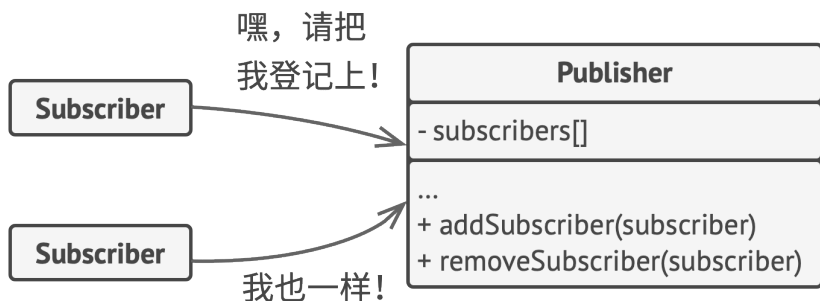 嘿，请把
我登记上！
Subscriber
Subscriber
我也一样！
Publisher
- subscribers[]
...
+ addSubscriber(subscriber)
+ removeSubscriber(subscriber)